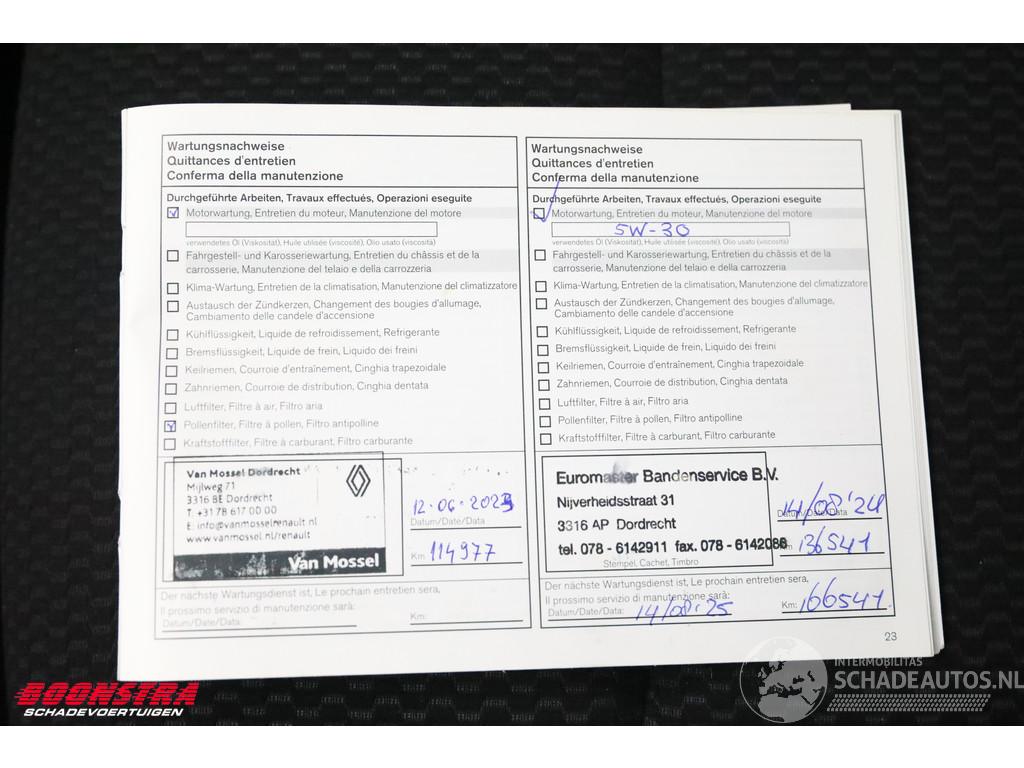 Wartungsnachweise
Quittances d'entretien
Conferma della manutenzione
Durchgeführte Arbeiten, Travaux effectués, Operazioni eseguite
Motorwartung, Entretien du moteur, Manutenzione del motore
verwendetes Öl (Viskosität), Huile utilisée (viscosité), Olio usato (viscosità)
Fahrgestell- und Karosseriewartung, Entretien du châssis et de la
carrosserie, Manutenzione del telaio e della carrozzeria
Klima-Wartung, Entretien de la climatisation, Manutenzione del climatizzatore
Austausch der Zündkerzen, Changement des bougies d'allumage,
Cambiamento delle candele d'accensione
Kühlflüssigkeit, Liquide de refroidissement, Refrigerante
Bremsflüssigkeit, Liquide de frein, Liquido dei freini
Keilriemen, Courroie d'entraînement, Cinghia trapezoidale
Zahnriemen, Courroie de distribution, Cinghia dentata
Luftfilter, Filtre à air, Filtro aria
Pollenfilter, Filtre à pollen, Filtro antipolline
Kraftstofffilter, Filtre à carburant, Filtro carburante
Van Mossel Dordrecht
Mijlweg 71
3316 BE Dordrecht
T: +31 78 617 00 00
E: info@vanmosselrenault.nl
www.vanmossel.nl/renault
Van Mossel
12-06-2023
Datum/Date/Data
Km: 114977
Der nächste Wartungsdienst ist, Le prochain entretien sera,
Il prossimo servizio di manutenzione sarà:
Datum/Date/Data:
Km:
Wartungsnachweise
Quittances d'entretien
Conferma della manutenzione
Durchgeführte Arbeiten, Travaux effectués, Operazioni eseguite
Motorwartung, Entretien du moteur, Manutenzione del motore
5W-30
verwendetes Öl (Viskosität), Huile utilisée (viscosité), Olio usato (viscosità)
Fahrgestell- und Karosseriewartung, Entretien du châssis et de la
carrosserie, Manutenzione del telaio e della carrozzeria
Klima-Wartung, Entretien de la climatisation, Manutenzione del climatizzatore
Austausch der Zündkerzen, Changement des bougies d'allumage,
Cambiamento delle candele d'accensione
Kühlflüssigkeit, Liquide de refroidissement, Refrigerante
Bremsflüssigkeit, Liquide de frein, Liquido dei freini
Keilriemen, Courroie d'entraînement, Cinghia trapezoidale
Zahnriemen, Courroie de distribution, Cinghia dentata
Luftfilter, Filtre à air, Filtro aria
Pollenfilter, Filtre à pollen, Filtro antipolline
Kraftstofffilter, Filtre à carburant, Filtro carburante
Euromaster Bandenservice B.V.
Nijverheidsstraat 31
3316 AP Dordrecht
tel. 078 - 6142911 fax. 078 - 6142086
Stempel, Cachet, Timbro
14/08'24
Datum/Date/Data
Km 136541
Der nächste Wartungsdienst ist, Le prochain entretien sera,
Il prossimo servizio di manutenzione sarà:
Datum/Date/Data: 14/08'25
Km: 166541
23
BOONSTRA
SCHADEVOERTUIGEN
INTERMOBILITAS
SCHADEAUTOS.NL